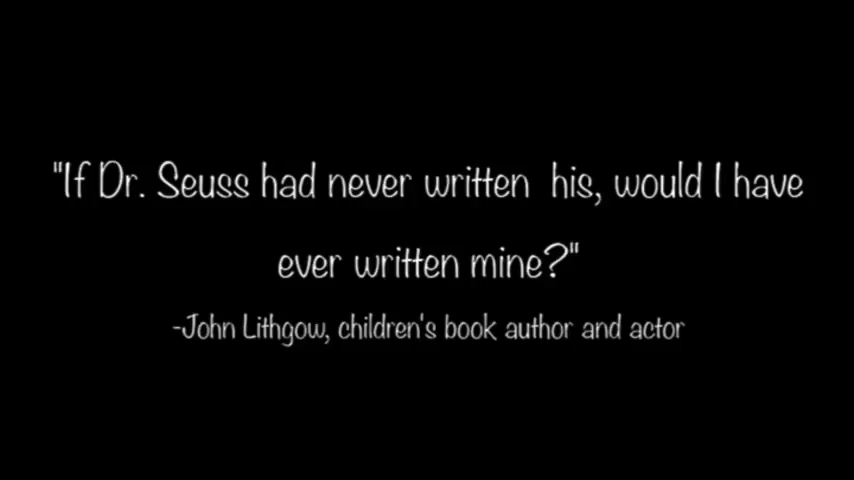 "If Dr. Seuss had never written  his, would I have
ever written mine?"
-John Lithgow, children's book author and actor